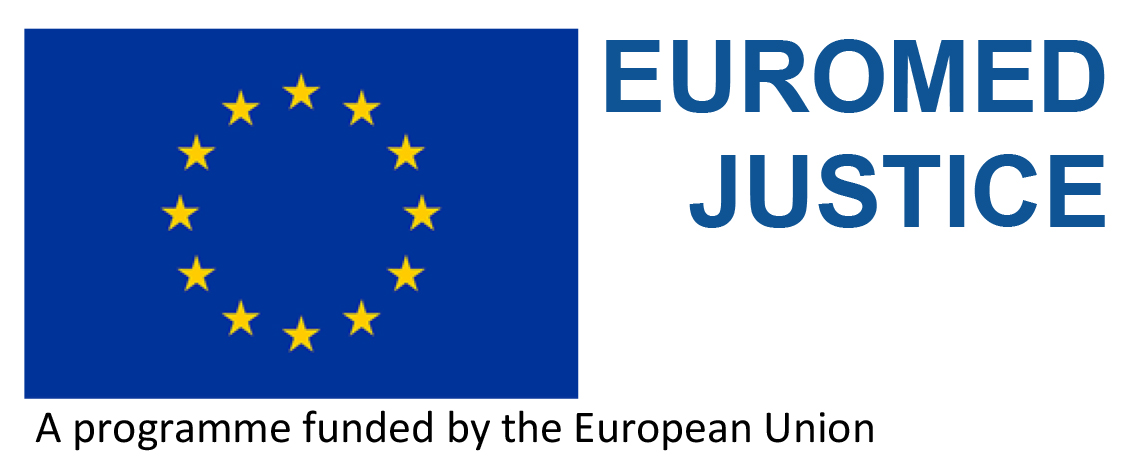 EUROMED
JUSTICE
A programme funded by the European Union